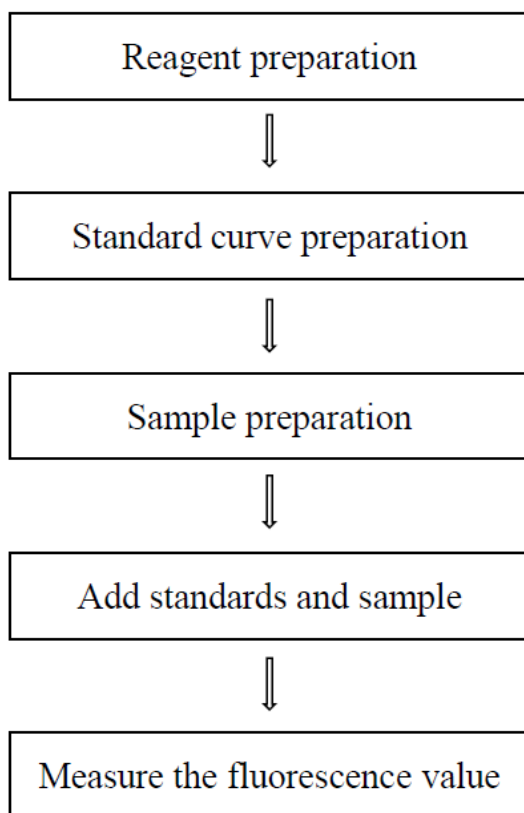 Reagent preparation
Standard curve preparation
Sample preparation
Add standards and sample
Measure the fluorescence value